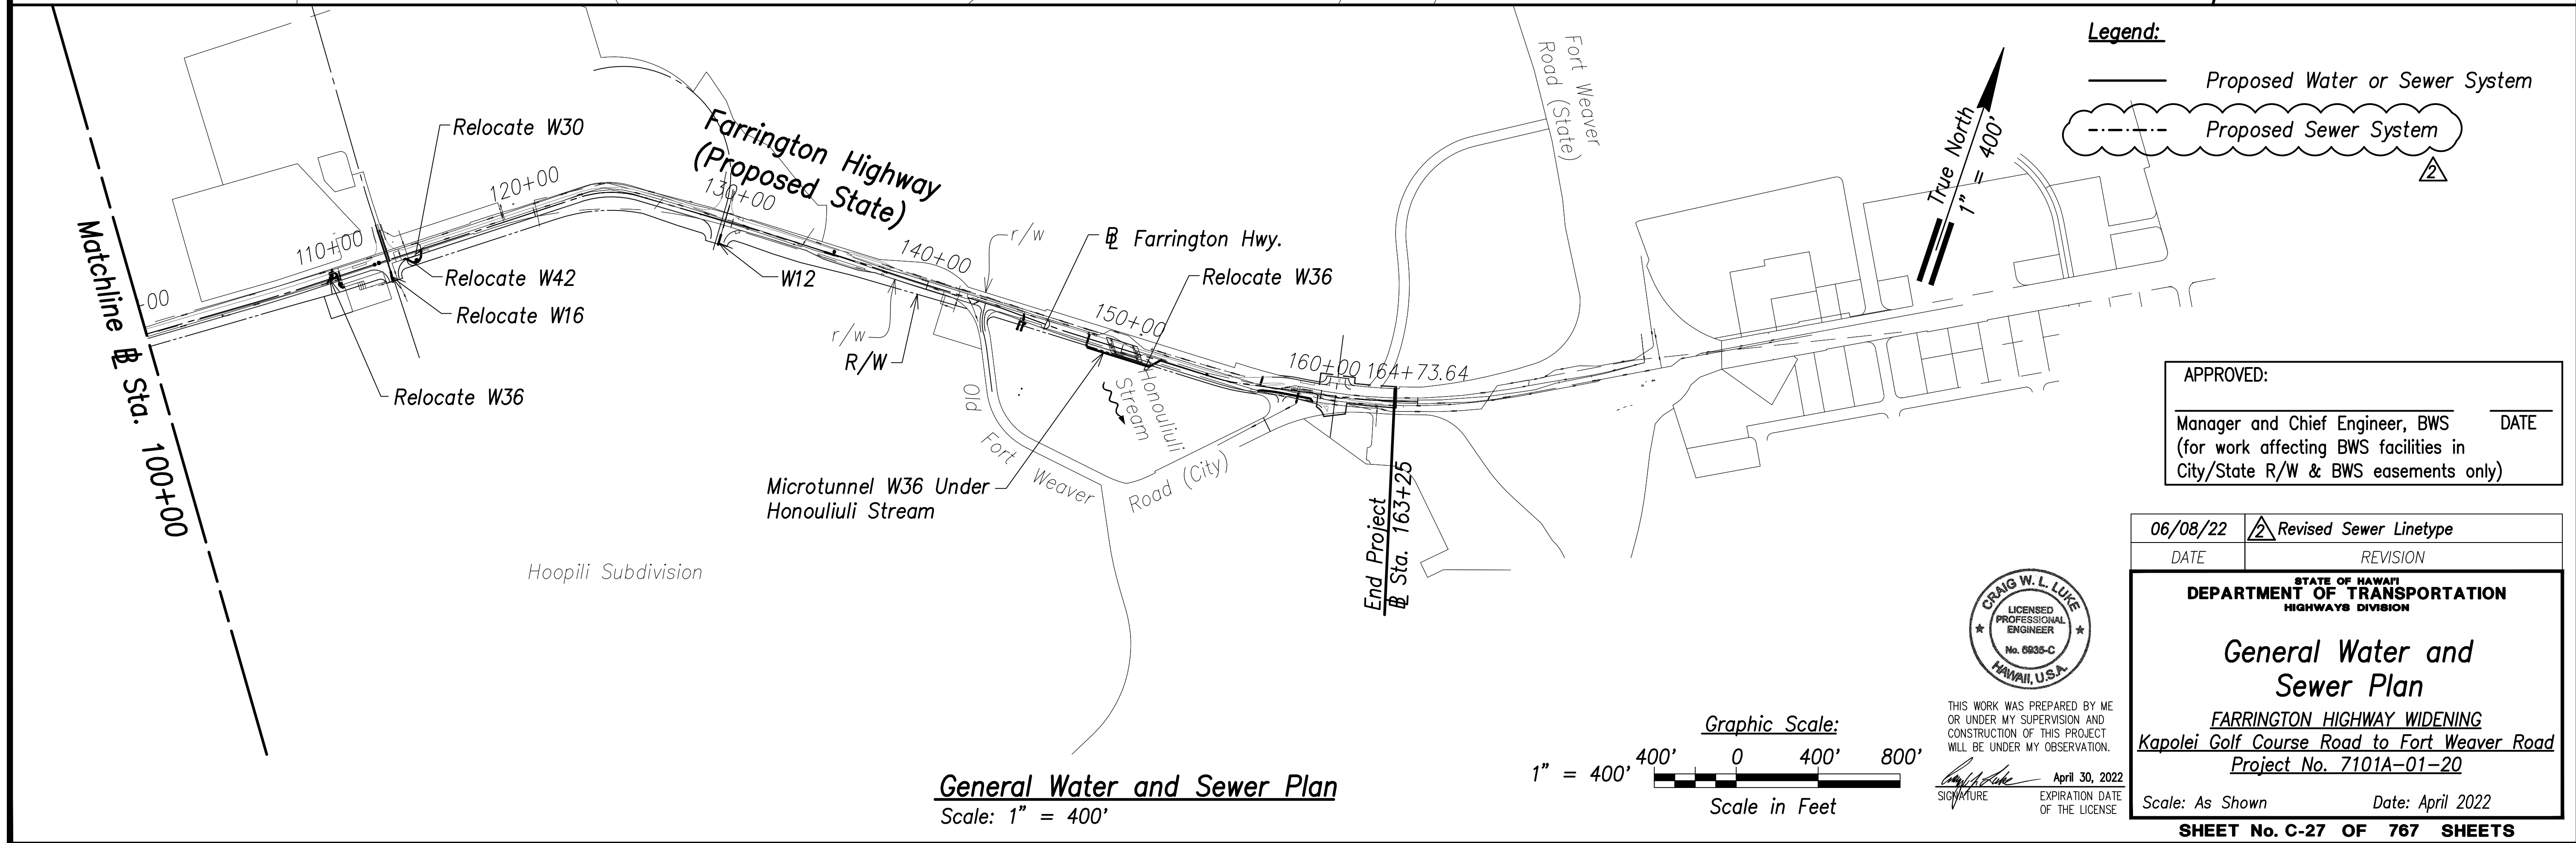 Legend:
Proposed Water or Sewer System
Proposed Sewer System
2
True North
1" = 400'
Fort Weaver
Road (State)
Relocate W30
Farrington Highway
(Proposed State)
120+00
130+00
110+00
-00
Relocate W42
Relocate W16
Relocate W36
Matchline ℄ Sta. 100+00
W12
140+00
r/w
℄ Farrington Hwy.
Relocate W36
150+00
r/w
R/W
160+00
164+73.64
Old
Fort Weaver
Road (City)
Honouliuli
Stream
Microtunnel W36 Under
Honouliuli Stream
End Project
℄ Sta. 163+25
Hoopili Subdivision
General Water and Sewer Plan
Scale: 1" = 400'
Graphic Scale:
1" = 400'
400' 0 400' 800'
Scale in Feet
APPROVED:
Manager and Chief Engineer, BWS DATE
(for work affecting BWS facilities in
City/State R/W & BWS easements only)
06/08/22 2 Revised Sewer Linetype
DATE REVISION
CRAIG W. L. LUKE
LICENSED
PROFESSIONAL
ENGINEER
No. 5935-C
HAWAII, U.S.A.
THIS WORK WAS PREPARED BY ME
OR UNDER MY SUPERVISION AND
CONSTRUCTION OF THIS PROJECT
WILL BE UNDER MY OBSERVATION.
April 30, 2022
SIGNATURE EXPIRATION DATE
OF THE LICENSE
STATE OF HAWAI'I
DEPARTMENT OF TRANSPORTATION
HIGHWAYS DIVISION
General Water and
Sewer Plan
FARRINGTON HIGHWAY WIDENING
Kapolei Golf Course Road to Fort Weaver Road
Project No. 7101A-01-20
Scale: As Shown Date: April 2022
SHEET No. C-27 OF 767 SHEETS